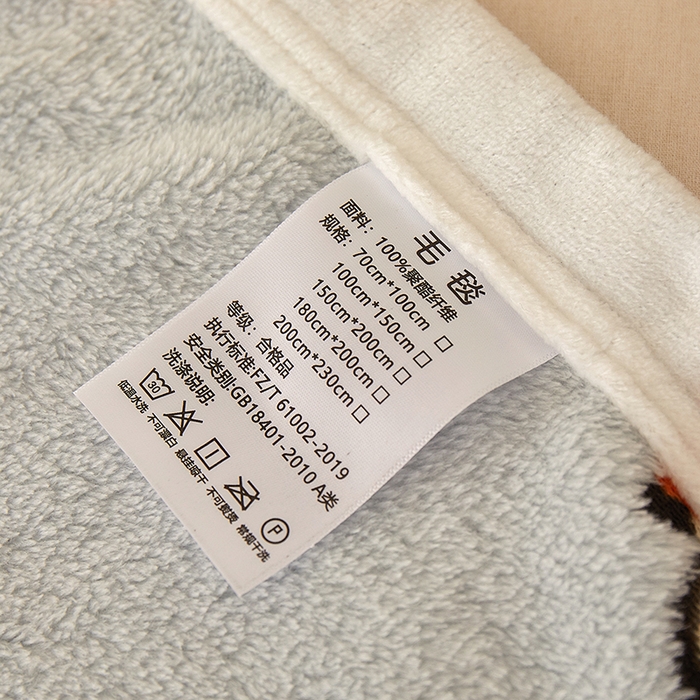 毛毯
面料: 100%聚酯纤维
规格: 70cm*100cm □
100cm*150cm □
150cm*200cm □
180cm*200cm □
200cm*230cm □
等级: 合格品
执行标准:FZ/T 61002-2019
安全类别:GB18401-2010 A类
洗涤说明:
30 P
低温水洗 不可漂白 悬挂晾干 不可熨烫 常规干洗